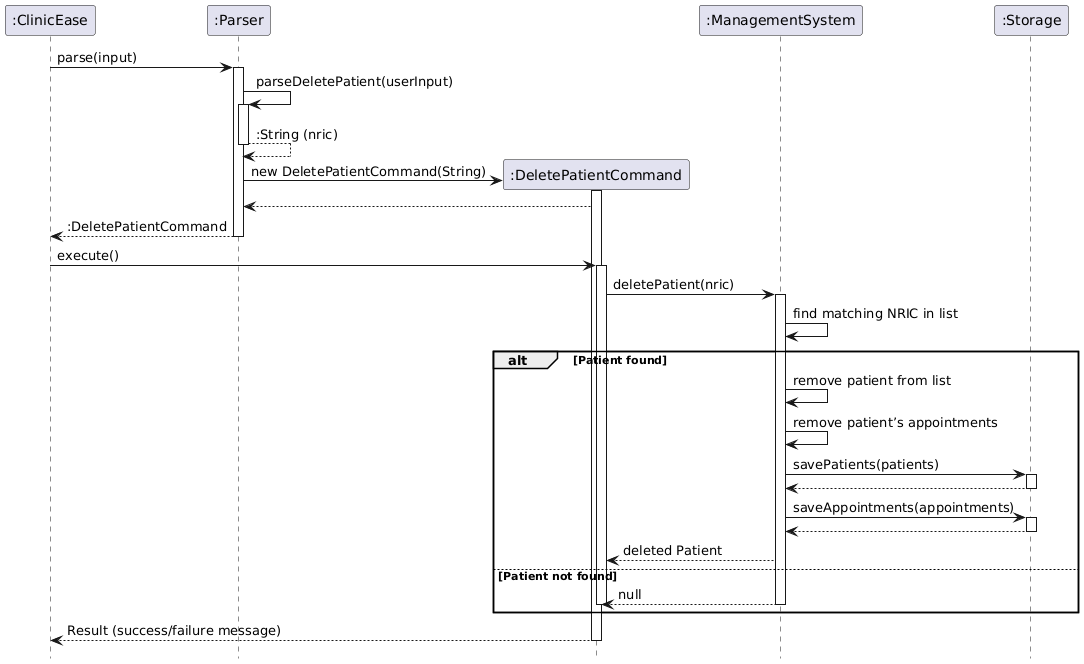 :ClinicEase
:Parser
:ManagementSystem
:Storage
parse(input)
parseDeletePatient(userInput)
:String (nric)
new DeletePatientCommand(String)
:DeletePatientCommand
:DeletePatientCommand
execute()
deletePatient(nric)
find matching NRIC in list
alt
[Patient found]
remove patient from list
remove patient’s appointments
savePatients(patients)
saveAppointments(appointments)
deleted Patient
[Patient not found]
null
Result (success/failure message)